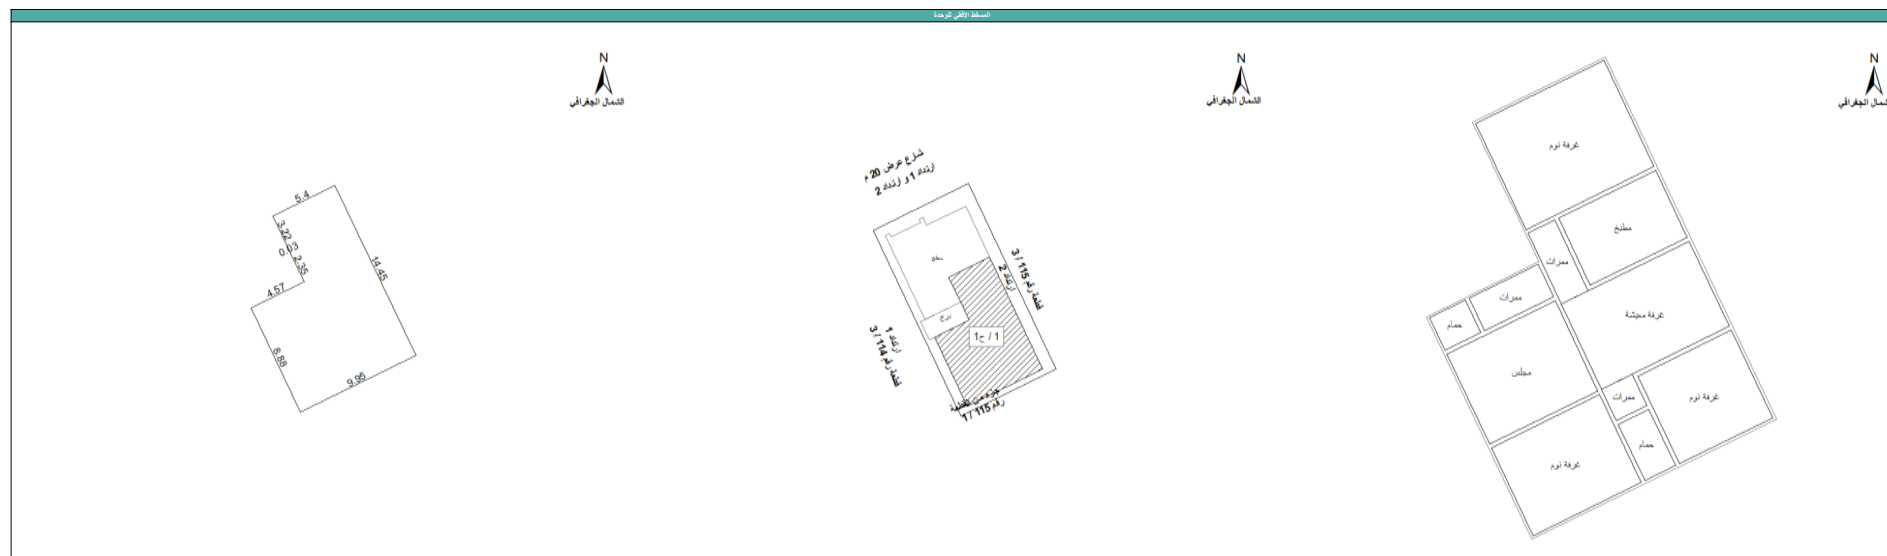 المسقط الأفقي للوحدة
N
الشمال الجغرافي
5.4
3.22
0.03
2.35
14.45
4.57
8.88
9.95
N
الشمال الجغرافي
شارع عرض 20 م
ارتداد 1 و ارتداد 2
سطح
درج
1 / ح1
ارتداد 2
قطعة رقم 115 / 3
ارتداد 1
قطعة رقم 114 / 3
جزء من القطعة
رقم 115 / 1
N
الشمال الجغرافي
غرفة نوم
مطبخ
ممرات
ممرات
حمام
غرفة معيشة
مجلس
ممرات
غرفة نوم
حمام
غرفة نوم